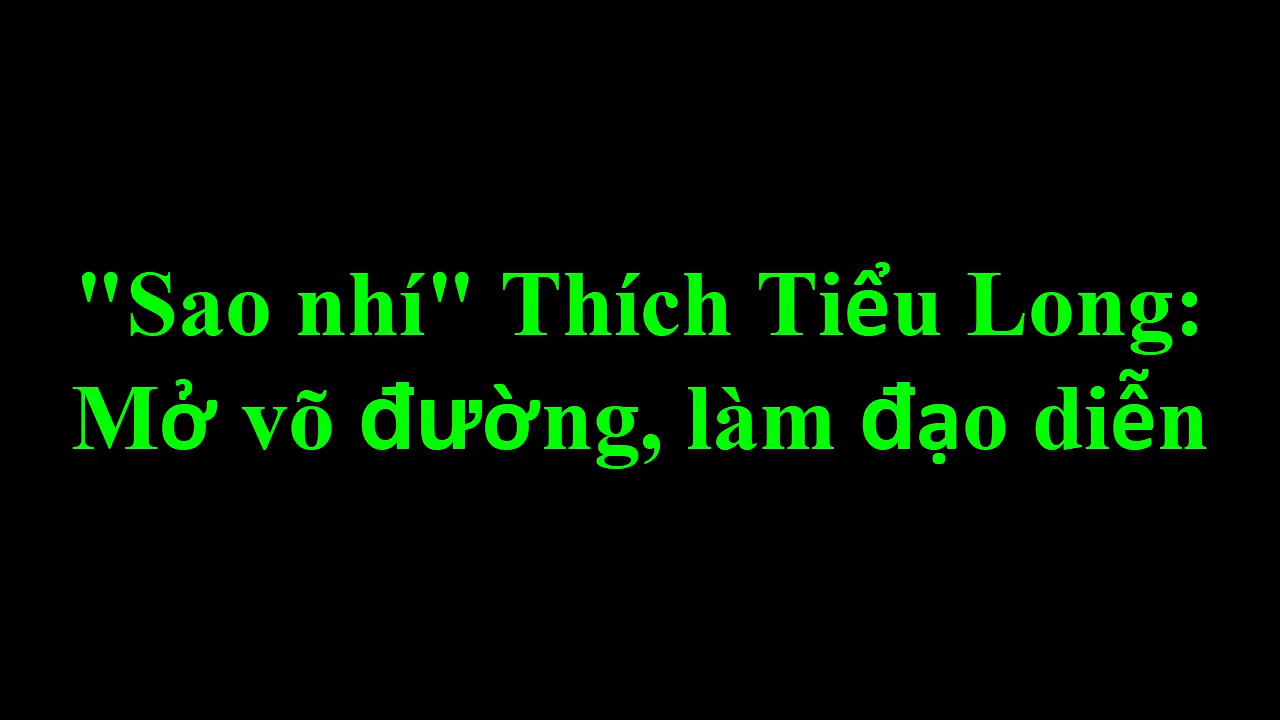 "Sao nhí" Thích Tiểu Long:
Mở võ đường, làm đạo diễn